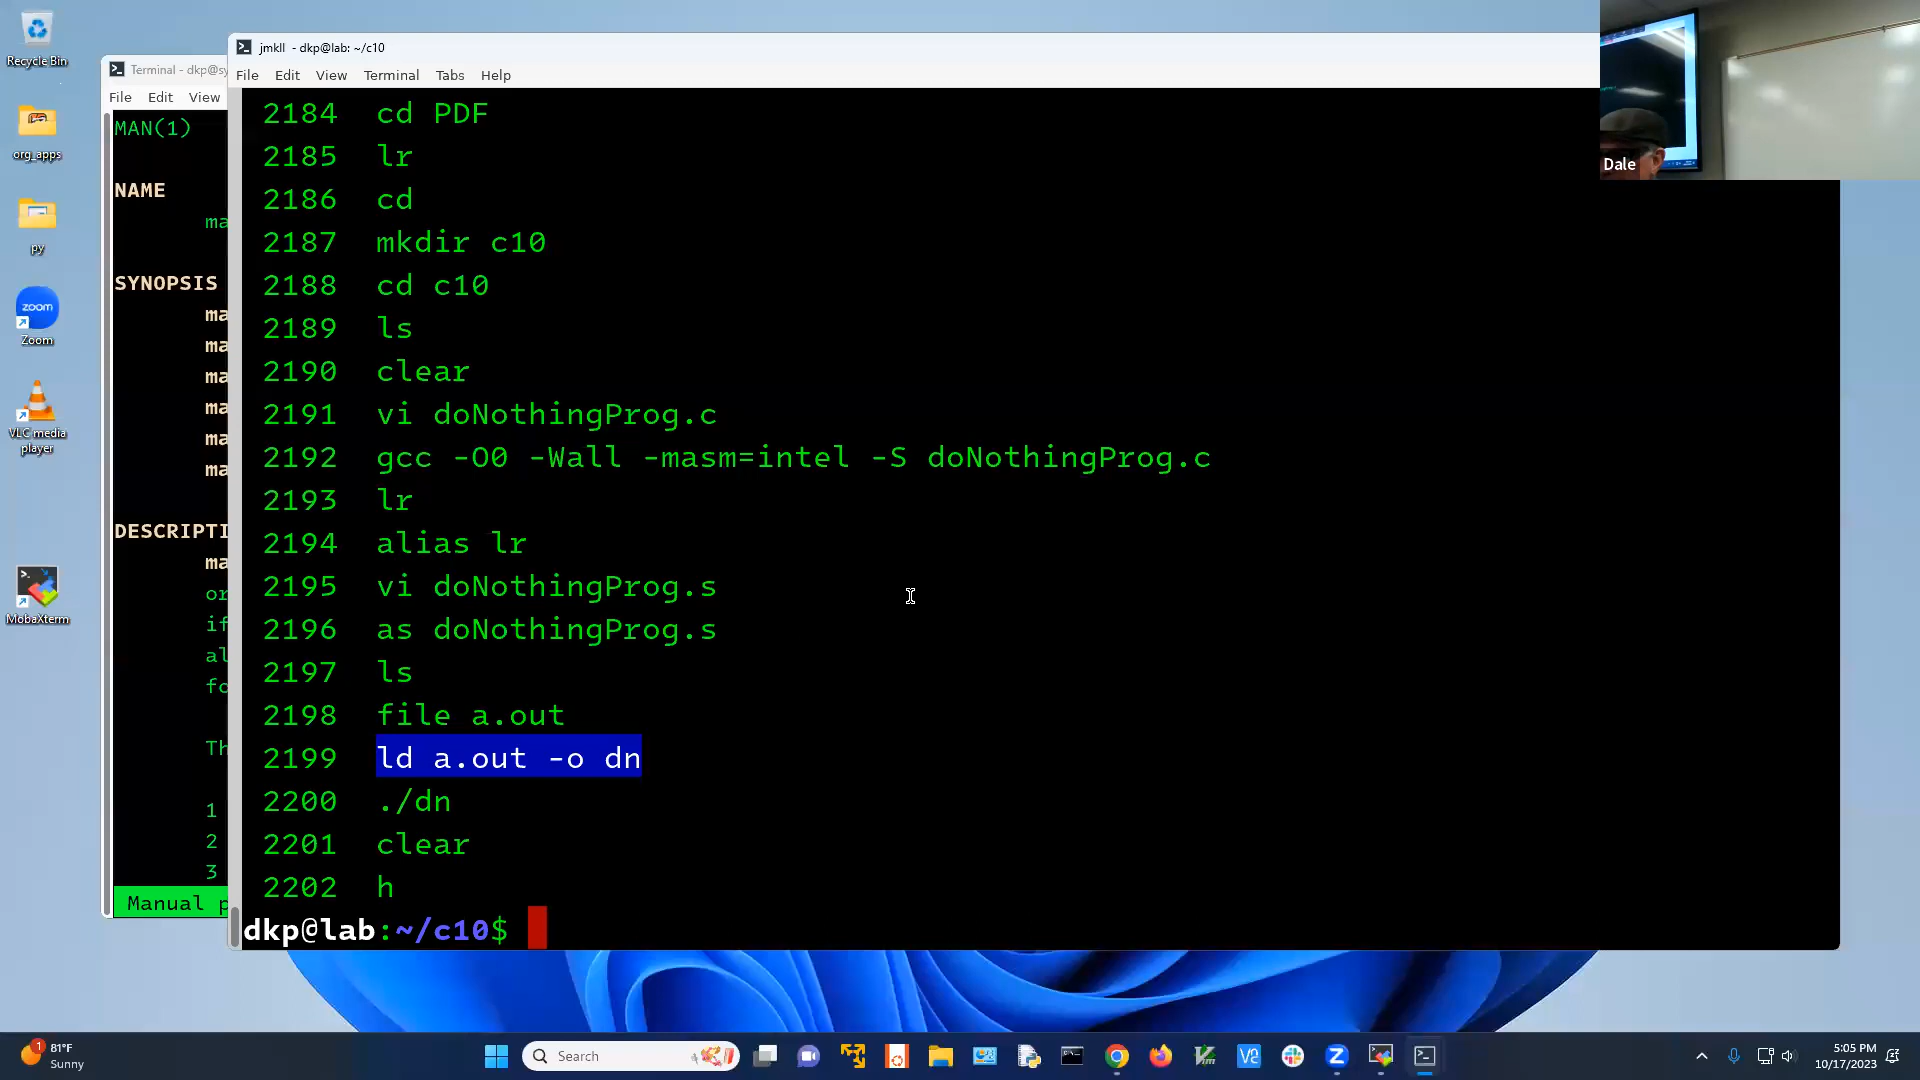 Recycle Bin
org_apps
py
zoom
Zoom
VLC media
player
MobaXterm
Terminal - dkp@sy
File Edit View
MAN(1)
NAME
ma
SYNOPSIS
ma
ma
ma
ma
ma
ma
DESCRIPTI
ma
or
if
al
fo
Th
1
2
3
Manual p
jmkll - dkp@lab: ~/c10
File Edit View Terminal Tabs Help
2184 cd PDF
2185 lr
2186 cd
2187 mkdir c10
2188 cd c10
2189 ls
2190 clear
2191 vi doNothingProg.c
2192 gcc -O0 -Wall -masm=intel -S doNothingProg.c
2193 lr
2194 alias lr
2195 vi doNothingProg.s
2196 as doNothingProg.s
2197 ls
2198 file a.out
2199 ld a.out -o dn
2200 ./dn
2201 clear
2202 h
dkp@lab:~/c10$
Dale
1
81°F
Sunny
Search
5:05 PM
10/17/2023